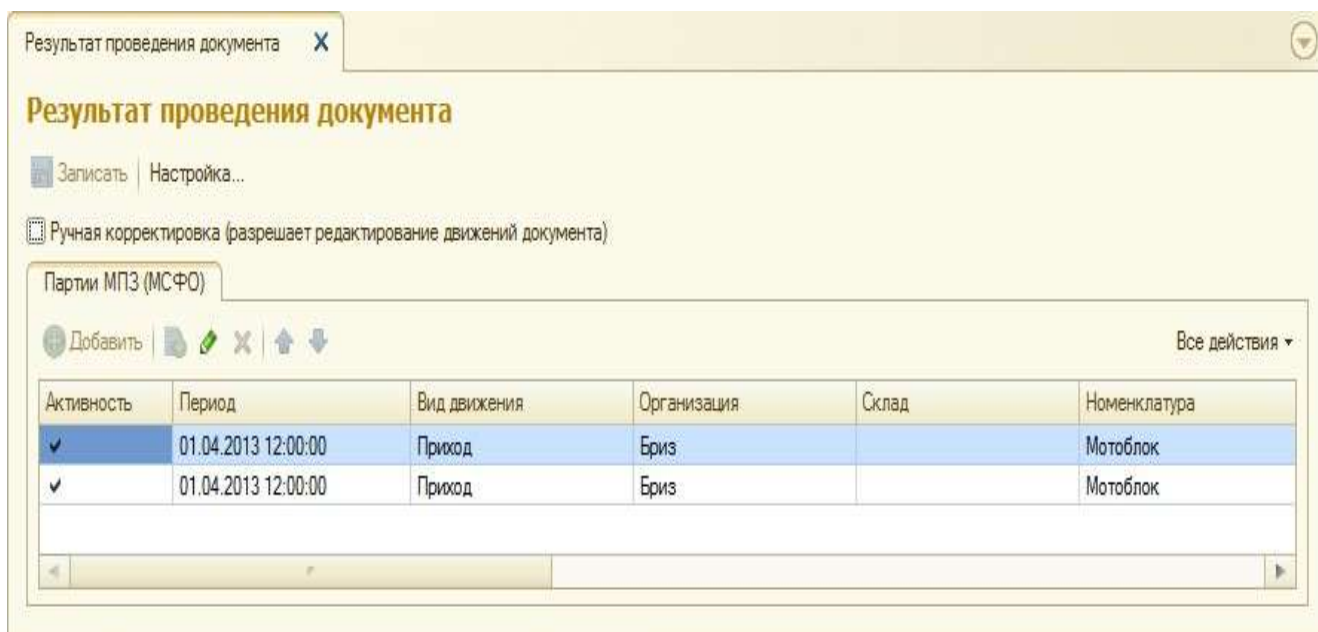 Результат проведения документа
Результат проведения документа
Записать Настройка...
Ручная корректировка (разрешает редактирование движений документа)
Партии МПЗ (МСФО)
Добавить Все действия
Активность Период Вид движения Организация Склад Номенклатура
01.04.2013 12:00:00 Приход Бриз Мотоблок
01.04.2013 12:00:00 Приход Бриз Мотоблок